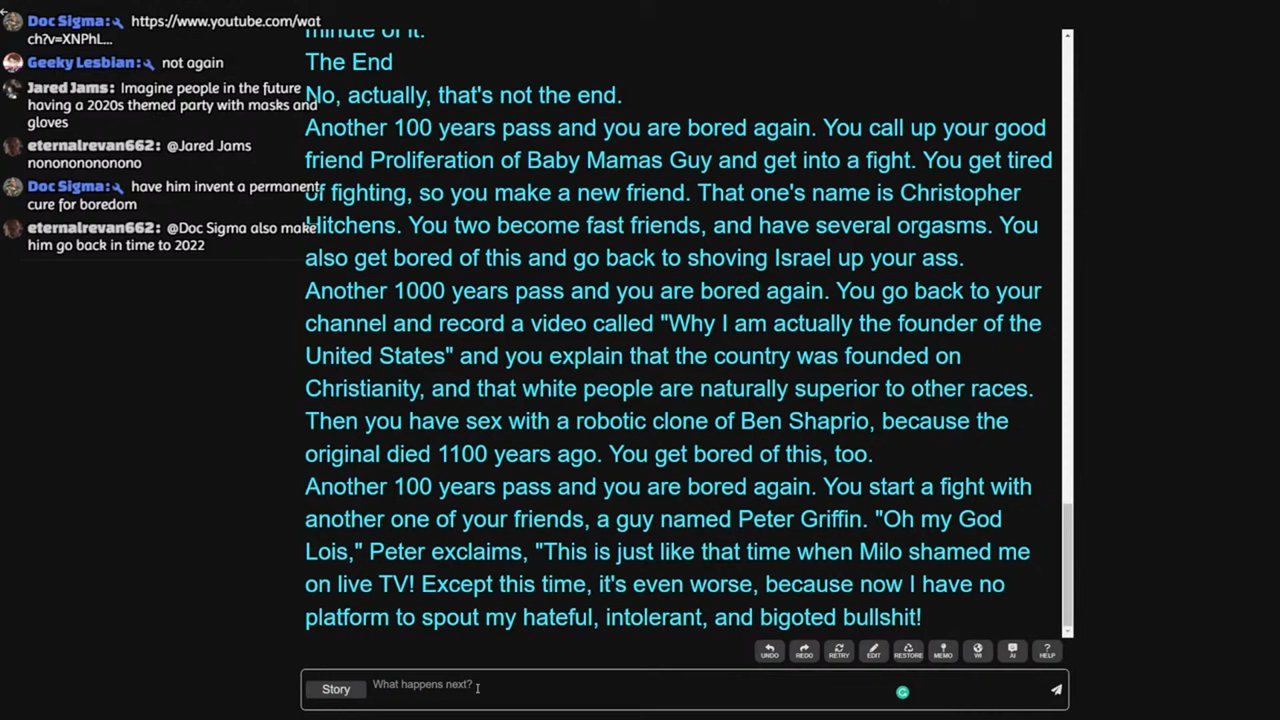 Doc Sigma: https://www.youtube.com/wat
ch?v=XNPhL...
Geeky Lesbian: not again
Jared Jams: Imagine people in the future
having a 2020s themed party with masks and
gloves
eternalrevan662: @Jared Jams
nonononononono
Doc Sigma: have him invent a permanent
cure for boredom
eternalrevan662: @Doc Sigma also make
him go back in time to 2022
minute of it.
The End
No, actually, that's not the end.
Another 100 years pass and you are bored again. You call up your good
friend Proliferation of Baby Mamas Guy and get into a fight. You get tired
of fighting, so you make a new friend. That one's name is Christopher
Hitchens. You two become fast friends, and have several orgasms. You
also get bored of this and go back to shoving Israel up your ass.
Another 1000 years pass and you are bored again. You go back to your
channel and record a video called "Why I am actually the founder of the
United States" and you explain that the country was founded on
Christianity, and that white people are naturally superior to other races.
Then you have sex with a robotic clone of Ben Shaprio, because the
original died 1100 years ago. You get bored of this, too.
Another 100 years pass and you are bored again. You start a fight with
another one of your friends, a guy named Peter Griffin. "Oh my God
Lois," Peter exclaims, "This is just like that time when Milo shamed me
on live TV! Except this time, it's even worse, because now I have no
platform to spout my hateful, intolerant, and bigoted bullshit!
UNDO REDO RETRY EDIT RESTORE MEMO WI AI HELP
Story What happens next?